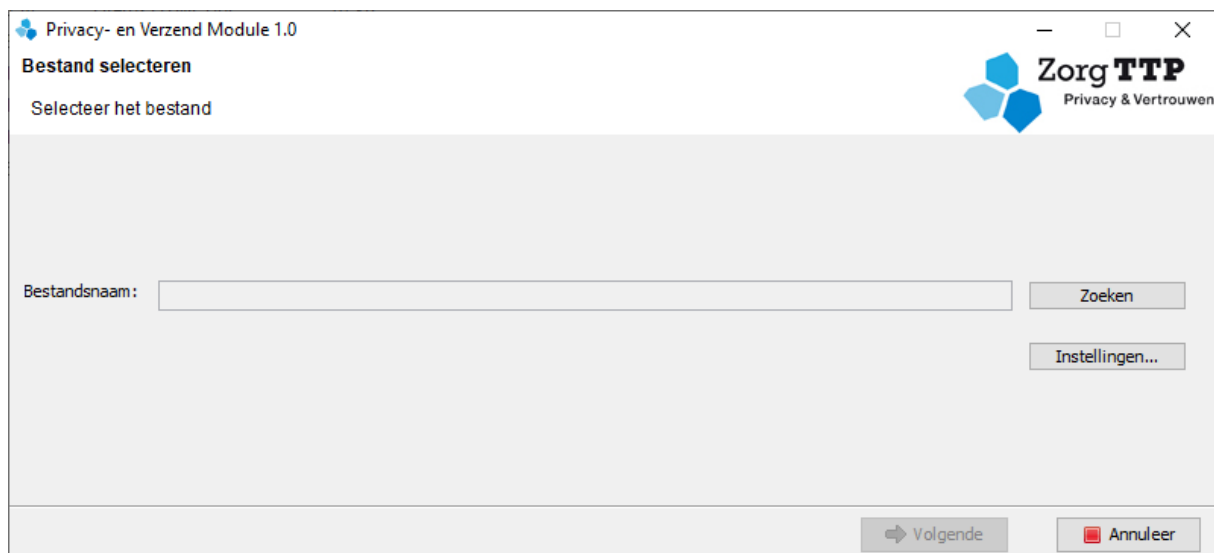 Privacy- en Verzend Module 1.0
Bestand selecteren
Selecteer het bestand
Zorg TTP
Privacy & Vertrouwen
Bestandsnaam:
Zoeken
Instellingen...
Volgende
Annuleer